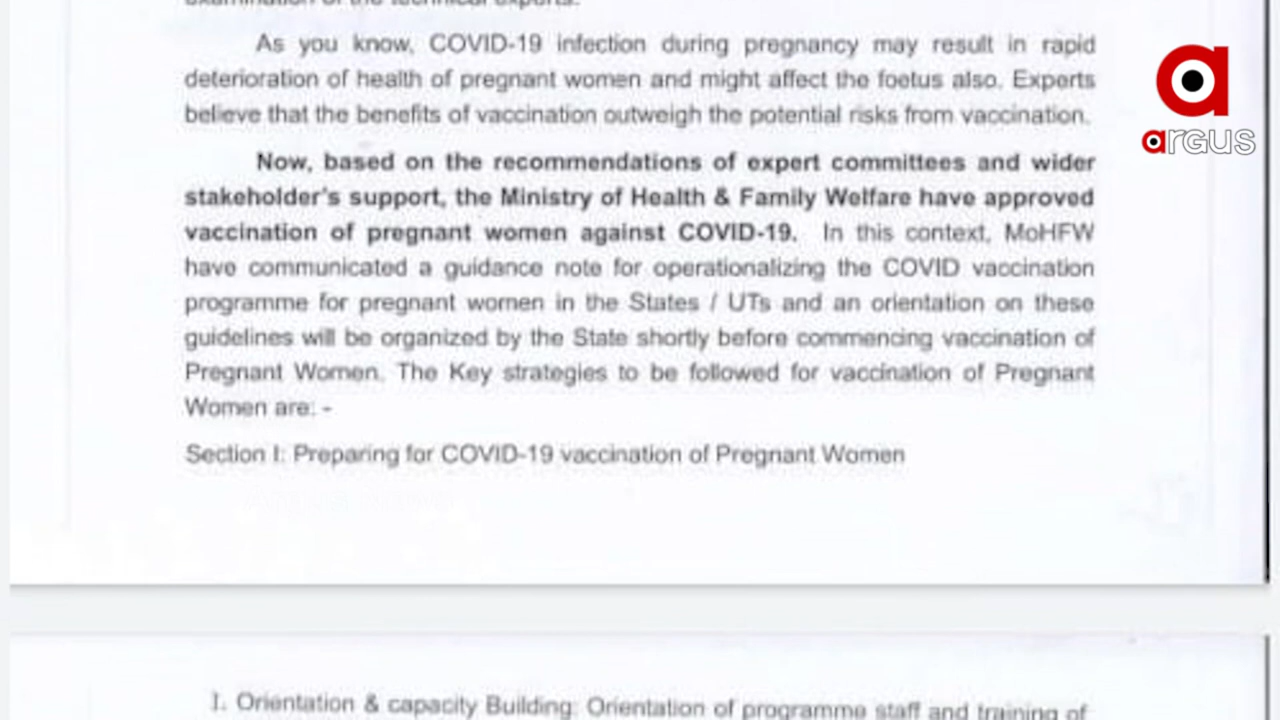 examination of the technical experts.
As you know, COVID-19 infection during pregnancy may result in rapid
deterioration of health of pregnant women and might affect the foetus also. Experts
believe that the benefits of vaccination outweigh the potential risks from vaccination.
Now, based on the recommendations of expert committees and wider
stakeholder's support, the Ministry of Health & Family Welfare have approved
vaccination of pregnant women against COVID-19. In this context, MoHFW
have communicated a guidance note for operationalizing the COVID vaccination
programme for pregnant women in the States / UTs and an orientation on these
guidelines will be organized by the State shortly before commencing vaccination of
Pregnant Women. The Key strategies to be followed for vaccination of Pregnant
Women are: -
Section I: Preparing for COVID-19 vaccination of Pregnant Women
I. Orientation & capacity Building: Orientation of programme staff and training of
argus